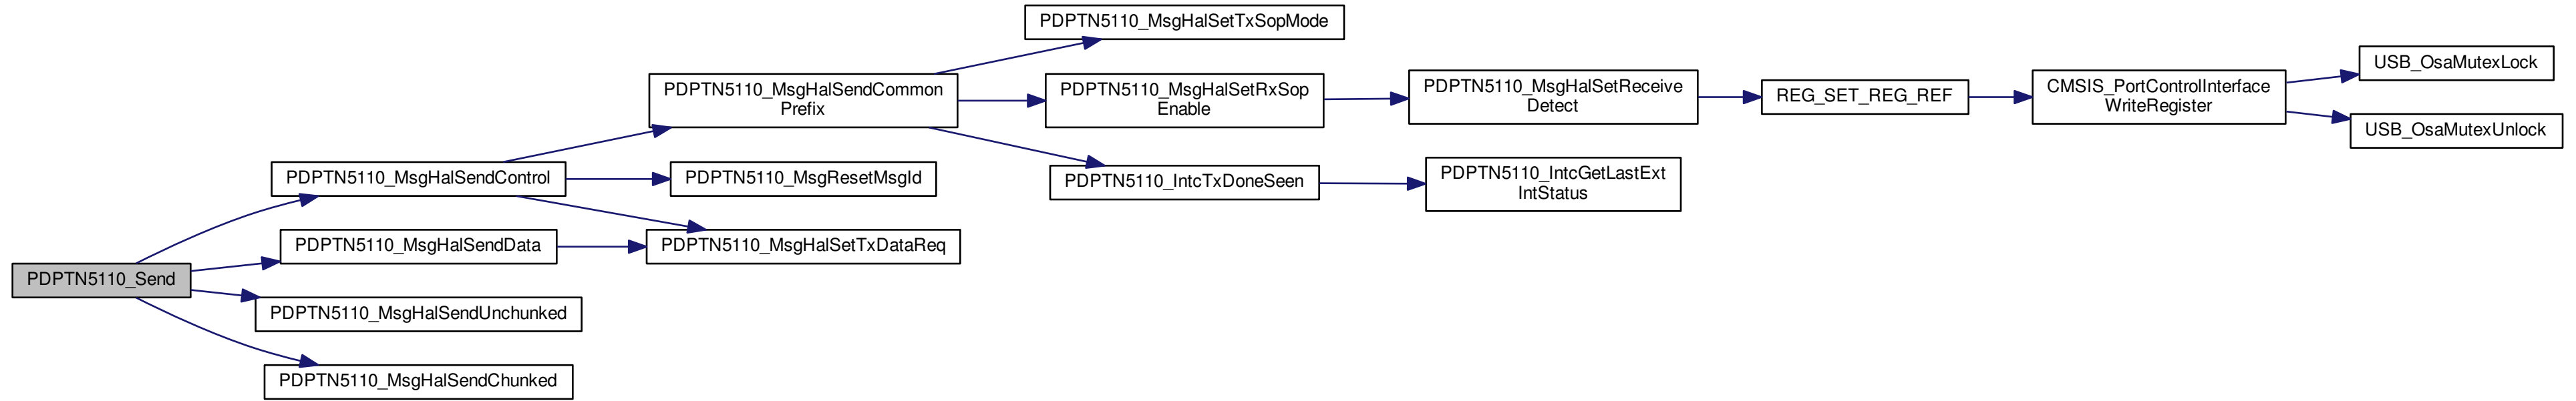 PDPTN5110_Send
PDPTN5110_MsgHalSendControl
PDPTN5110_MsgHalSendData
PDPTN5110_MsgHalSendUnchunked
PDPTN5110_MsgHalSendChunked
PDPTN5110_MsgHalSendCommon
Prefix
PDPTN5110_MsgResetMsgId
PDPTN5110_MsgHalSetTxDataReq
PDPTN5110_MsgHalSetTxSopMode
PDPTN5110_MsgHalSetRxSop
Enable
PDPTN5110_IntcTxDoneSeen
PDPTN5110_MsgHalSetReceive
Detect
PDPTN5110_IntcGetLastExt
IntStatus
REG_SET_REG_REF
CMSIS_PortControlInterface
WriteRegister
USB_OsaMutexLock
USB_OsaMutexUnlock